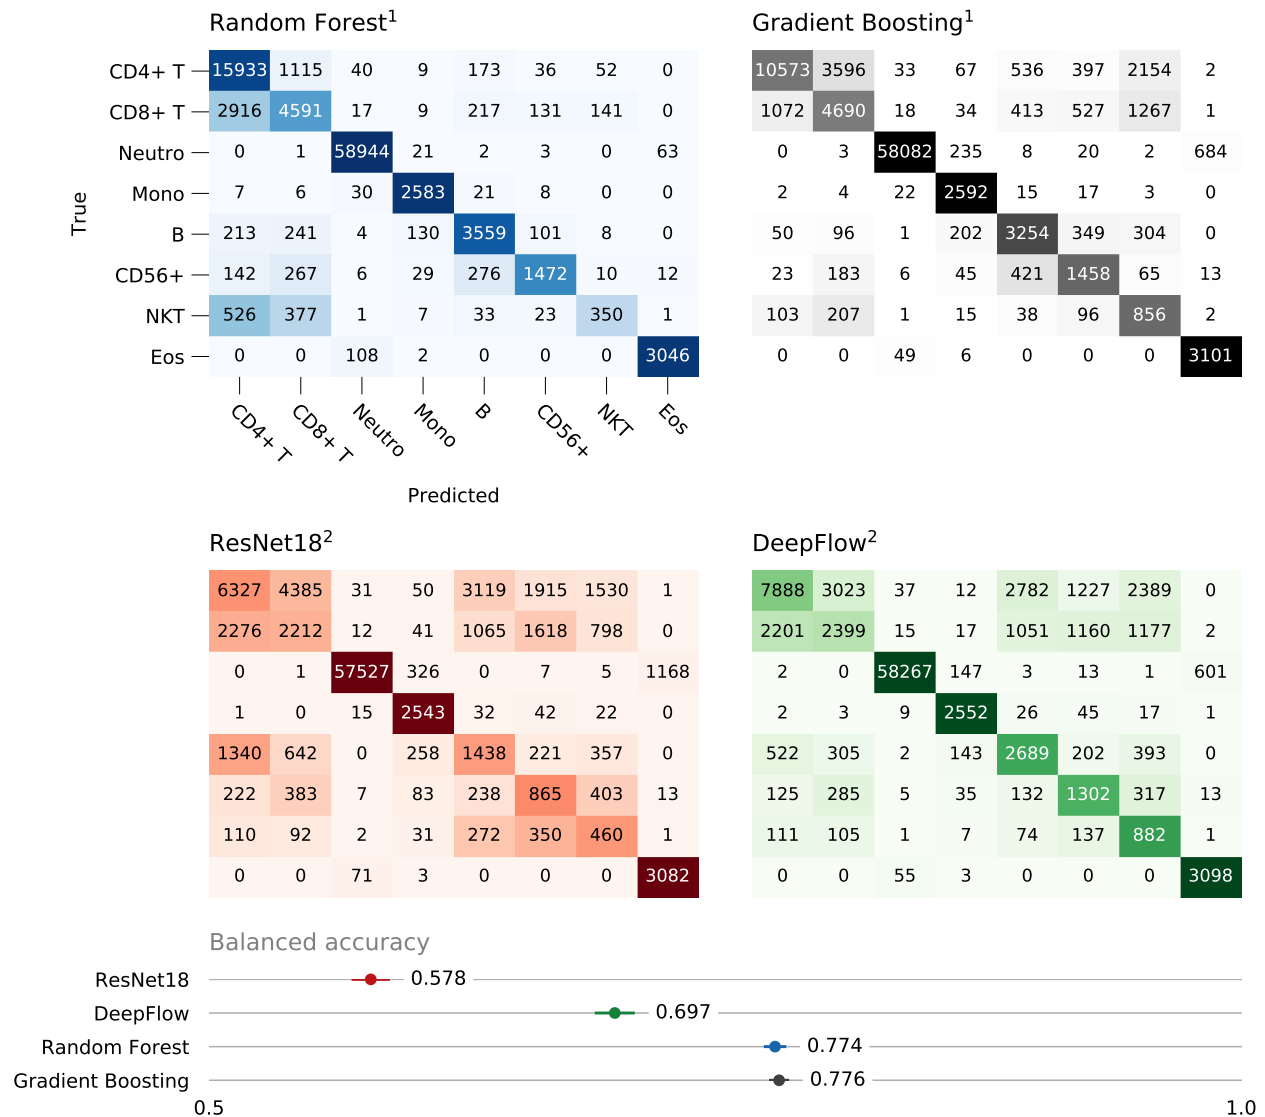 Random Forest¹
Gradient Boosting¹
True
CD4+ T 15933 1115 40 9 173 36 52 0 10573 3596 33 67 536 397 2154 2
CD8+ T 2916 4591 17 9 217 131 141 0 1072 4690 18 34 413 527 1267 1
Neutro 0 1 58944 21 2 3 0 63 0 3 58082 235 8 20 2 684
Mono 7 6 30 2583 21 8 0 0 2 4 22 2592 15 17 3 0
B 213 241 4 130 3559 101 8 0 50 96 1 202 3254 349 304 0
CD56+ 142 267 6 29 276 1472 10 12 23 183 6 45 421 1458 65 13
NKT 526 377 1 7 33 23 350 1 103 207 1 15 38 96 856 2
Eos 0 0 108 2 0 0 0 3046 0 0 49 6 0 0 0 3101
CD4+ T CD8+ T Neutro Mono B CD56+ NKT Eos
Predicted
ResNet18²
DeepFlow²
6327 4385 31 50 3119 1915 1530 1 7888 3023 37 12 2782 1227 2389 0
2276 2212 12 41 1065 1618 798 0 2201 2399 15 17 1051 1160 1177 2
0 1 57527 326 0 7 5 1168 2 0 58267 147 3 13 1 601
1 0 15 2543 32 42 22 0 2 3 9 2552 26 45 17 1
1340 642 0 258 1438 221 357 0 522 305 2 143 2689 202 393 0
222 383 7 83 238 865 403 13 125 285 5 35 132 1302 317 13
110 92 2 31 272 350 460 1 111 105 1 7 74 137 882 1
0 0 71 3 0 0 0 3082 0 0 55 3 0 0 0 3098
Balanced accuracy
ResNet18 0.578
DeepFlow 0.697
Random Forest 0.774
Gradient Boosting 0.776
0.5 1.0